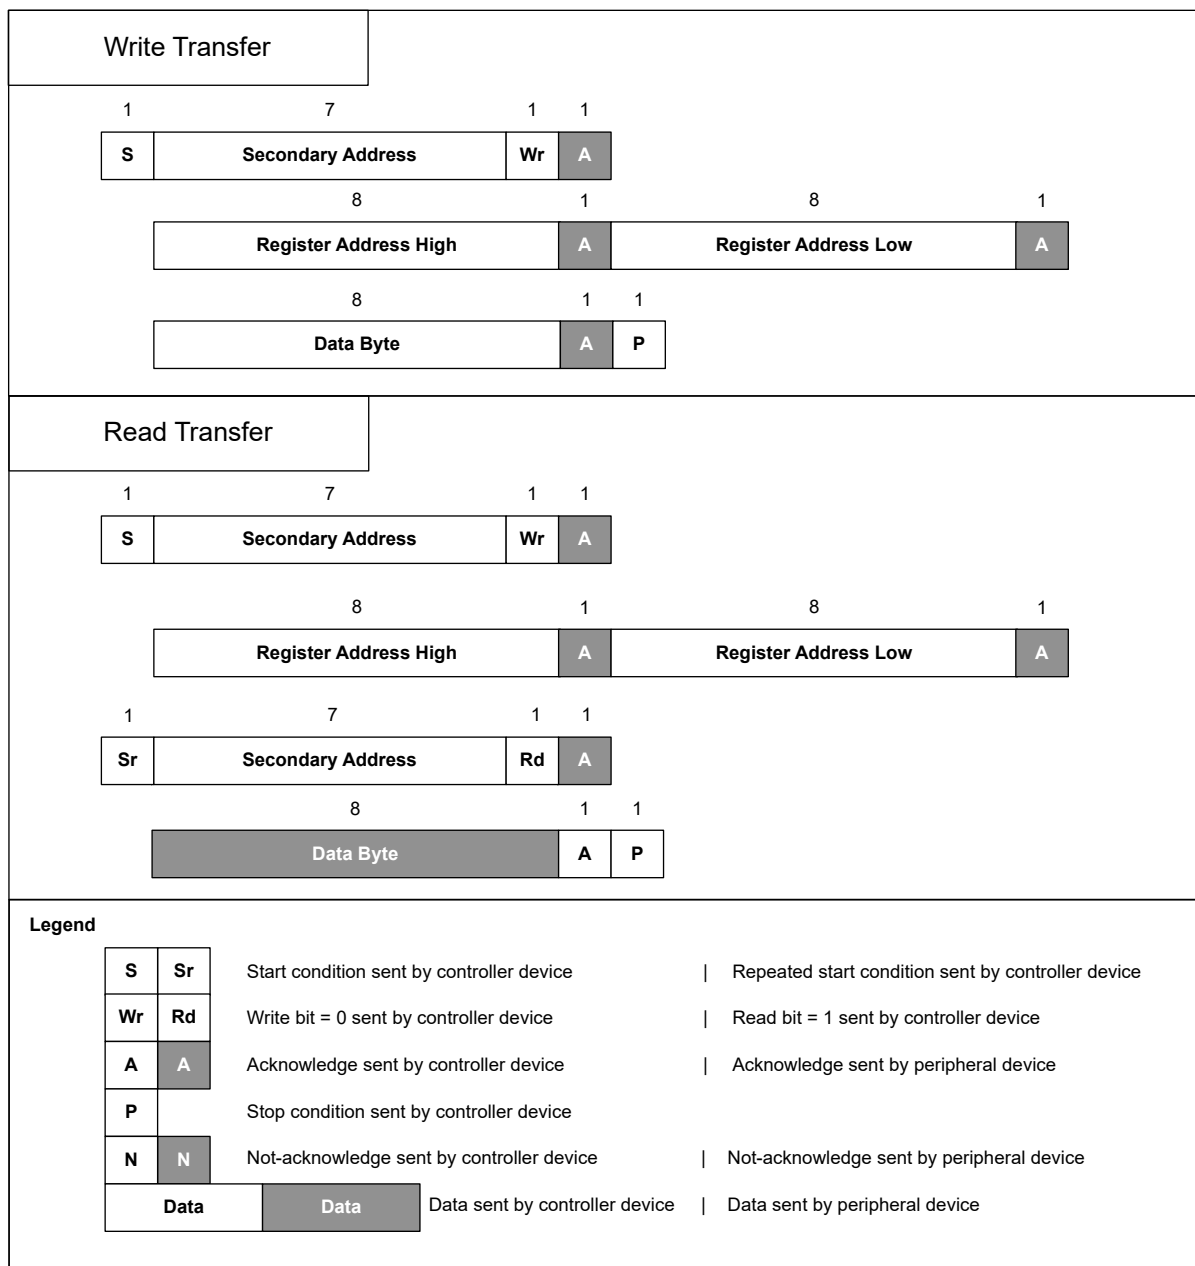 Write Transfer
1 7 1 1
S Secondary Address Wr A
8 1 8 1
Register Address High A Register Address Low A
8 1 1
Data Byte A P
Read Transfer
1 7 1 1
S Secondary Address Wr A
8 1 8 1
Register Address High A Register Address Low A
1 7 1 1
Sr Secondary Address Rd A
8 1 1
Data Byte A P
Legend
S Sr Start condition sent by controller device | Repeated start condition sent by controller device
Wr Rd Write bit = 0 sent by controller device | Read bit = 1 sent by controller device
A A Acknowledge sent by controller device | Acknowledge sent by peripheral device
P Stop condition sent by controller device
N N Not-acknowledge sent by controller device | Not-acknowledge sent by peripheral device
Data Data Data sent by controller device | Data sent by peripheral device